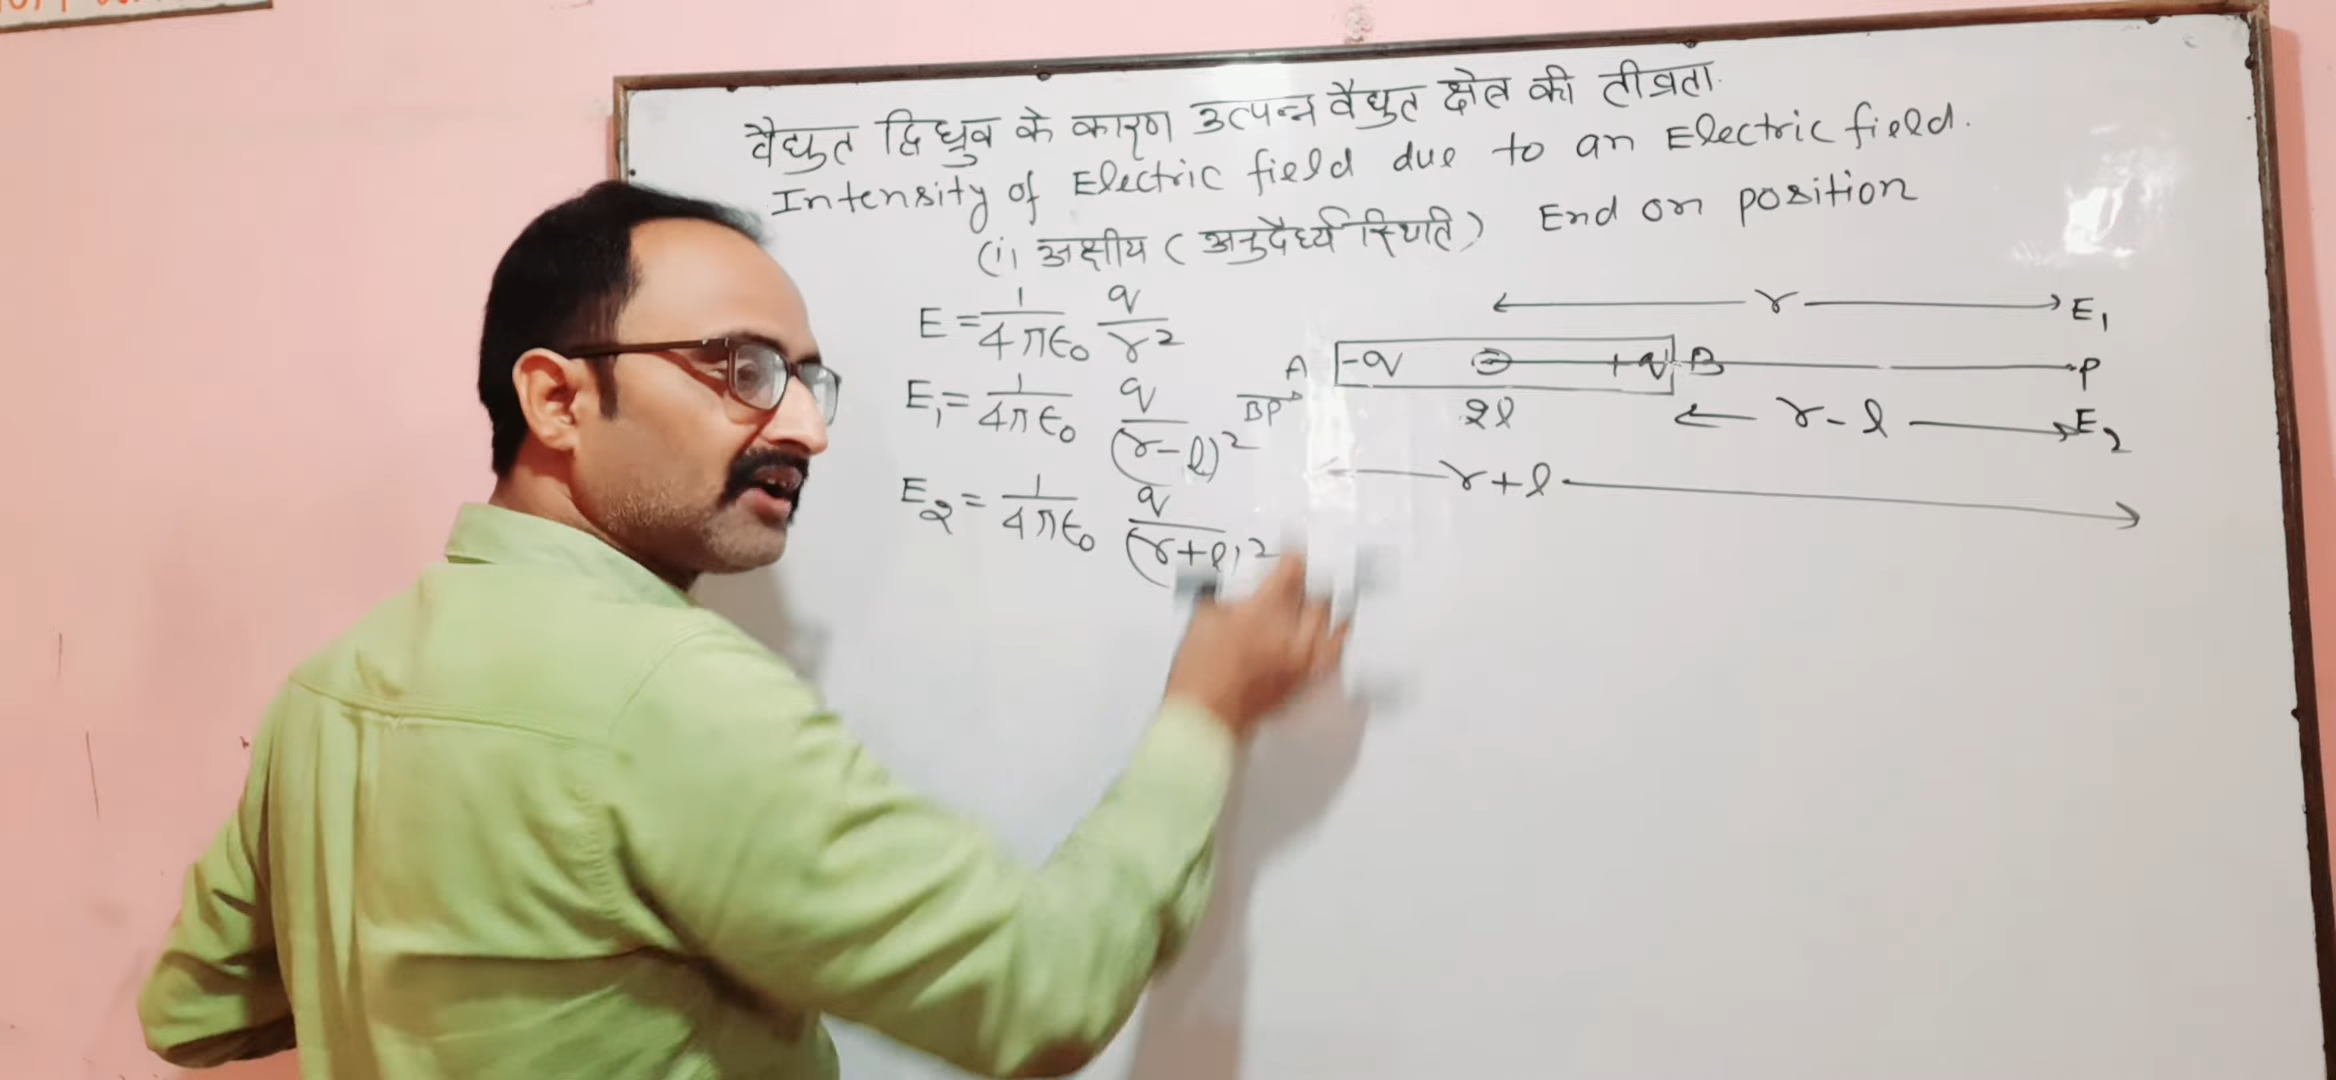 वैद्युत द्विध्रुव के कारण उत्पन्न वैद्युत क्षेत्र की तीव्रता.
Intensity of Electric field due to an Electric field.
(i) अक्षीय (अनुदैर्ध्य स्थिति) End on position
E = 1/4πϵ₀ q/r²
E₁ = 1/4πϵ₀ q/(r-l)² BP→
E₂ = 1/4πϵ₀ q/(r+l)²
r E₁
A -q +q B P
2l r-l E₂
r+l